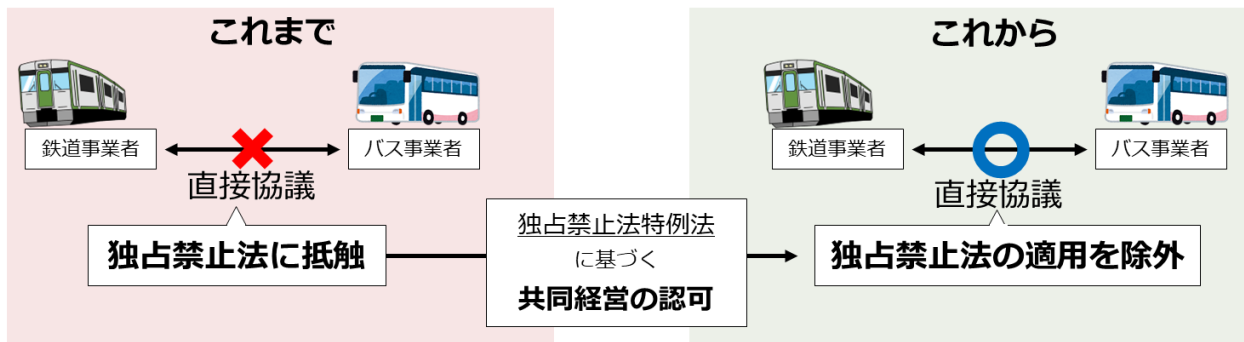 これまで
鉄道事業者
バス事業者
直接協議
独占禁止法に抵触
独占禁止法特例法
に基づく
共同経営の認可
これから
鉄道事業者
バス事業者
直接協議
独占禁止法の適用を除外